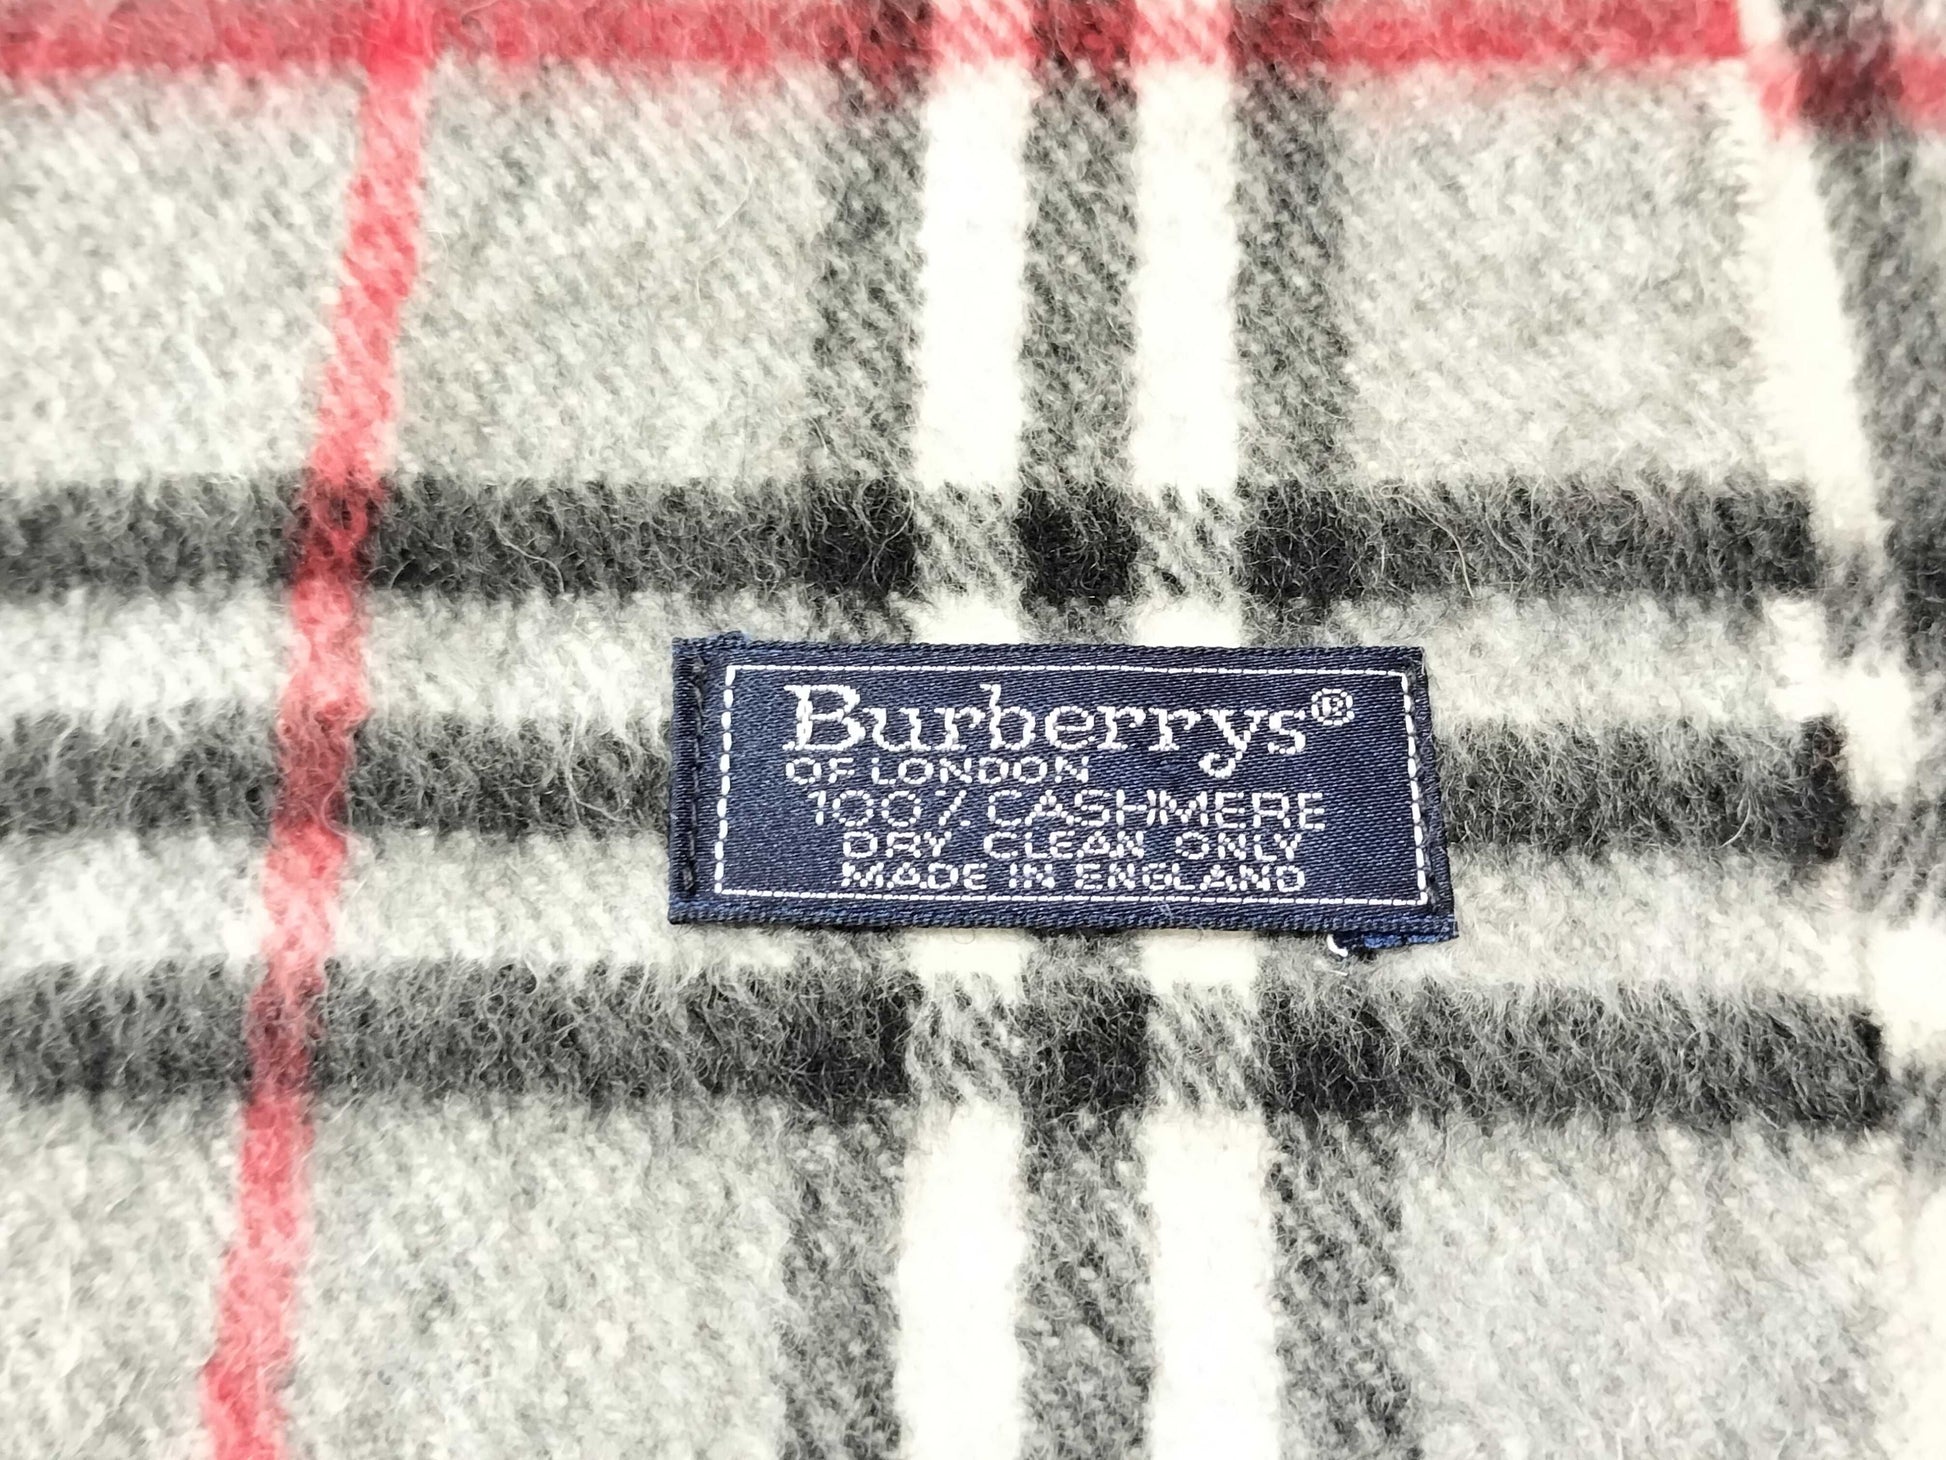 Burberrys®
OF LONDON
100% CASHMERE
DRY CLEAN ONLY
MADE IN ENGLAND